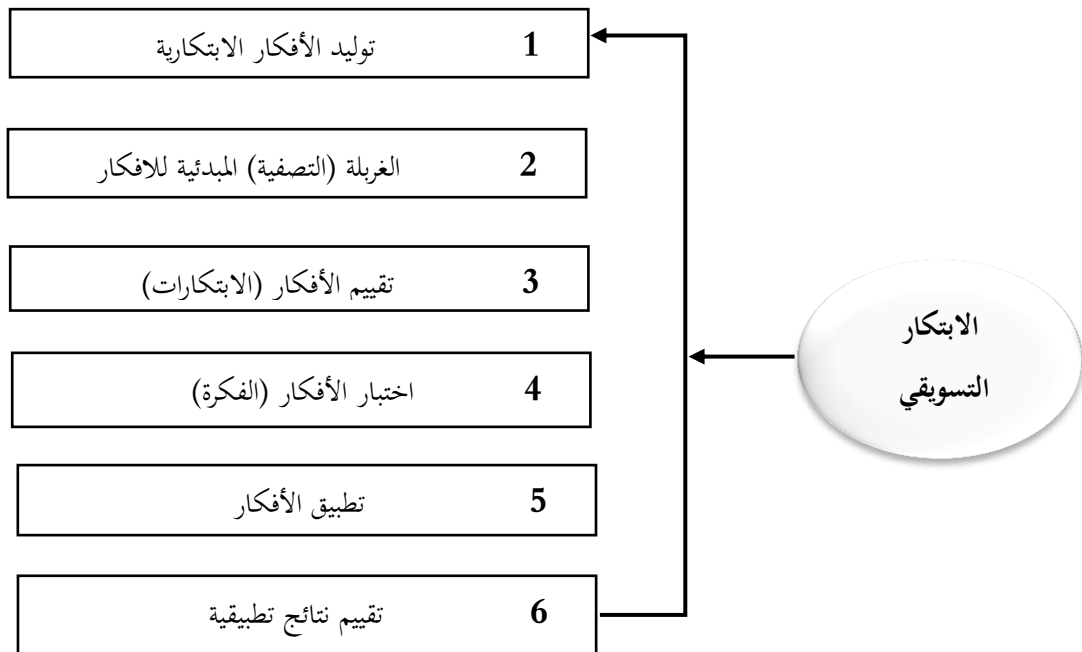 1 توليد الأفكار الابتكارية
2 الغربلة (التصفية) المبدئية للافكار
3 تقييم الأفكار (الابتكارات)
4 اختبار الأفكار (الفكرة)
5 تطبيق الأفكار
6 تقييم نتائج تطبيقية
الابتكار
التسويقي